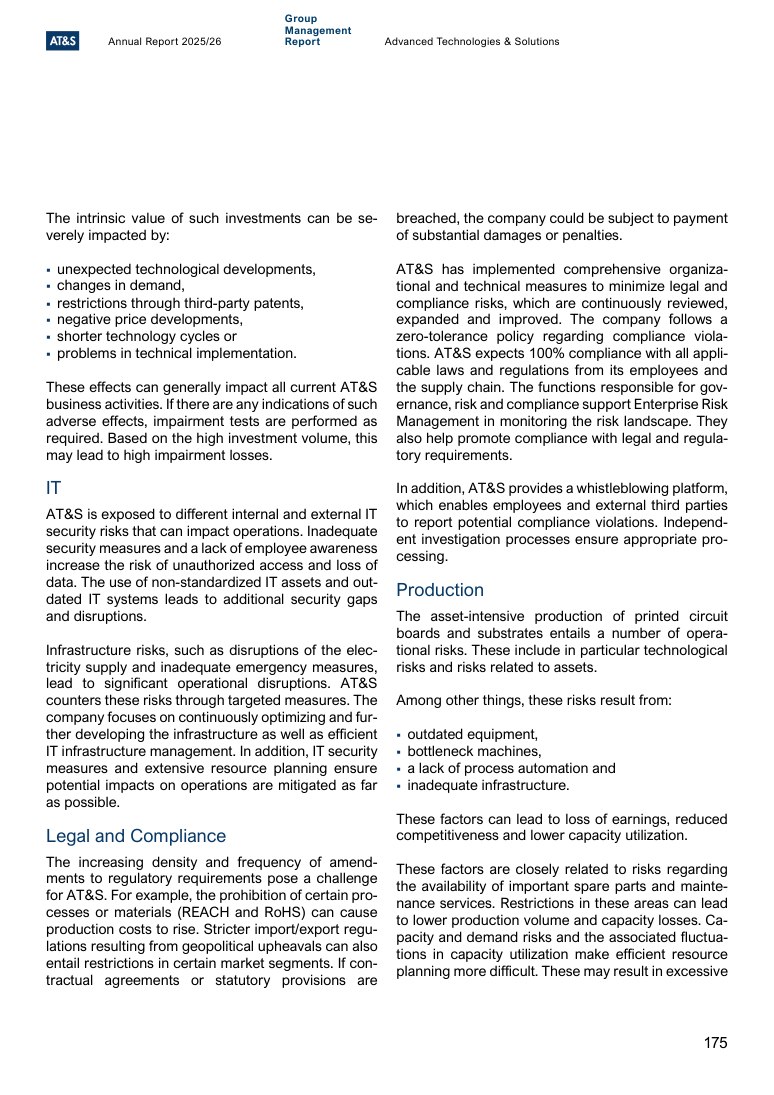 Group
Management
Report
AT&S
Annual Report 2025/26
Advanced Technologies & Solutions
The intrinsic value of such investments can be se-
verely impacted by:
▪ unexpected technological developments,
▪ changes in demand,
▪ restrictions through third-party patents,
▪ negative price developments,
▪ shorter technology cycles or
▪ problems in technical implementation.
These effects can generally impact all current AT&S
business activities. If there are any indications of such
adverse effects, impairment tests are performed as
required. Based on the high investment volume, this
may lead to high impairment losses.
IT
AT&S is exposed to different internal and external IT
security risks that can impact operations. Inadequate
security measures and a lack of employee awareness
increase the risk of unauthorized access and loss of
data. The use of non-standardized IT assets and out-
dated IT systems leads to additional security gaps
and disruptions.
Infrastructure risks, such as disruptions of the elec-
tricity supply and inadequate emergency measures,
lead to significant operational disruptions. AT&S
counters these risks through targeted measures. The
company focuses on continuously optimizing and fur-
ther developing the infrastructure as well as efficient
IT infrastructure management. In addition, IT security
measures and extensive resource planning ensure
potential impacts on operations are mitigated as far
as possible.
Legal and Compliance
The increasing density and frequency of amend-
ments to regulatory requirements pose a challenge
for AT&S. For example, the prohibition of certain pro-
cesses or materials (REACH and RoHS) can cause
production costs to rise. Stricter import/export regu-
lations resulting from geopolitical upheavals can also
entail restrictions in certain market segments. If con-
tractual agreements or statutory provisions are
breached, the company could be subject to payment
of substantial damages or penalties.
AT&S has implemented comprehensive organiza-
tional and technical measures to minimize legal and
compliance risks, which are continuously reviewed,
expanded and improved. The company follows a
zero-tolerance policy regarding compliance viola-
tions. AT&S expects 100% compliance with all appli-
cable laws and regulations from its employees and
the supply chain. The functions responsible for gov-
ernance, risk and compliance support Enterprise Risk
Management in monitoring the risk landscape. They
also help promote compliance with legal and regula-
tory requirements.
In addition, AT&S provides a whistleblowing platform,
which enables employees and external third parties
to report potential compliance violations. Independ-
ent investigation processes ensure appropriate pro-
cessing.
Production
The asset-intensive production of printed circuit
boards and substrates entails a number of opera-
tional risks. These include in particular technological
risks and risks related to assets.
Among other things, these risks result from:
▪ outdated equipment,
▪ bottleneck machines,
▪ a lack of process automation and
▪ inadequate infrastructure.
These factors can lead to loss of earnings, reduced
competitiveness and lower capacity utilization.
These factors are closely related to risks regarding
the availability of important spare parts and mainte-
nance services. Restrictions in these areas can lead
to lower production volume and capacity losses. Ca-
pacity and demand risks and the associated fluctua-
tions in capacity utilization make efficient resource
planning more difficult. These may result in excessive
175